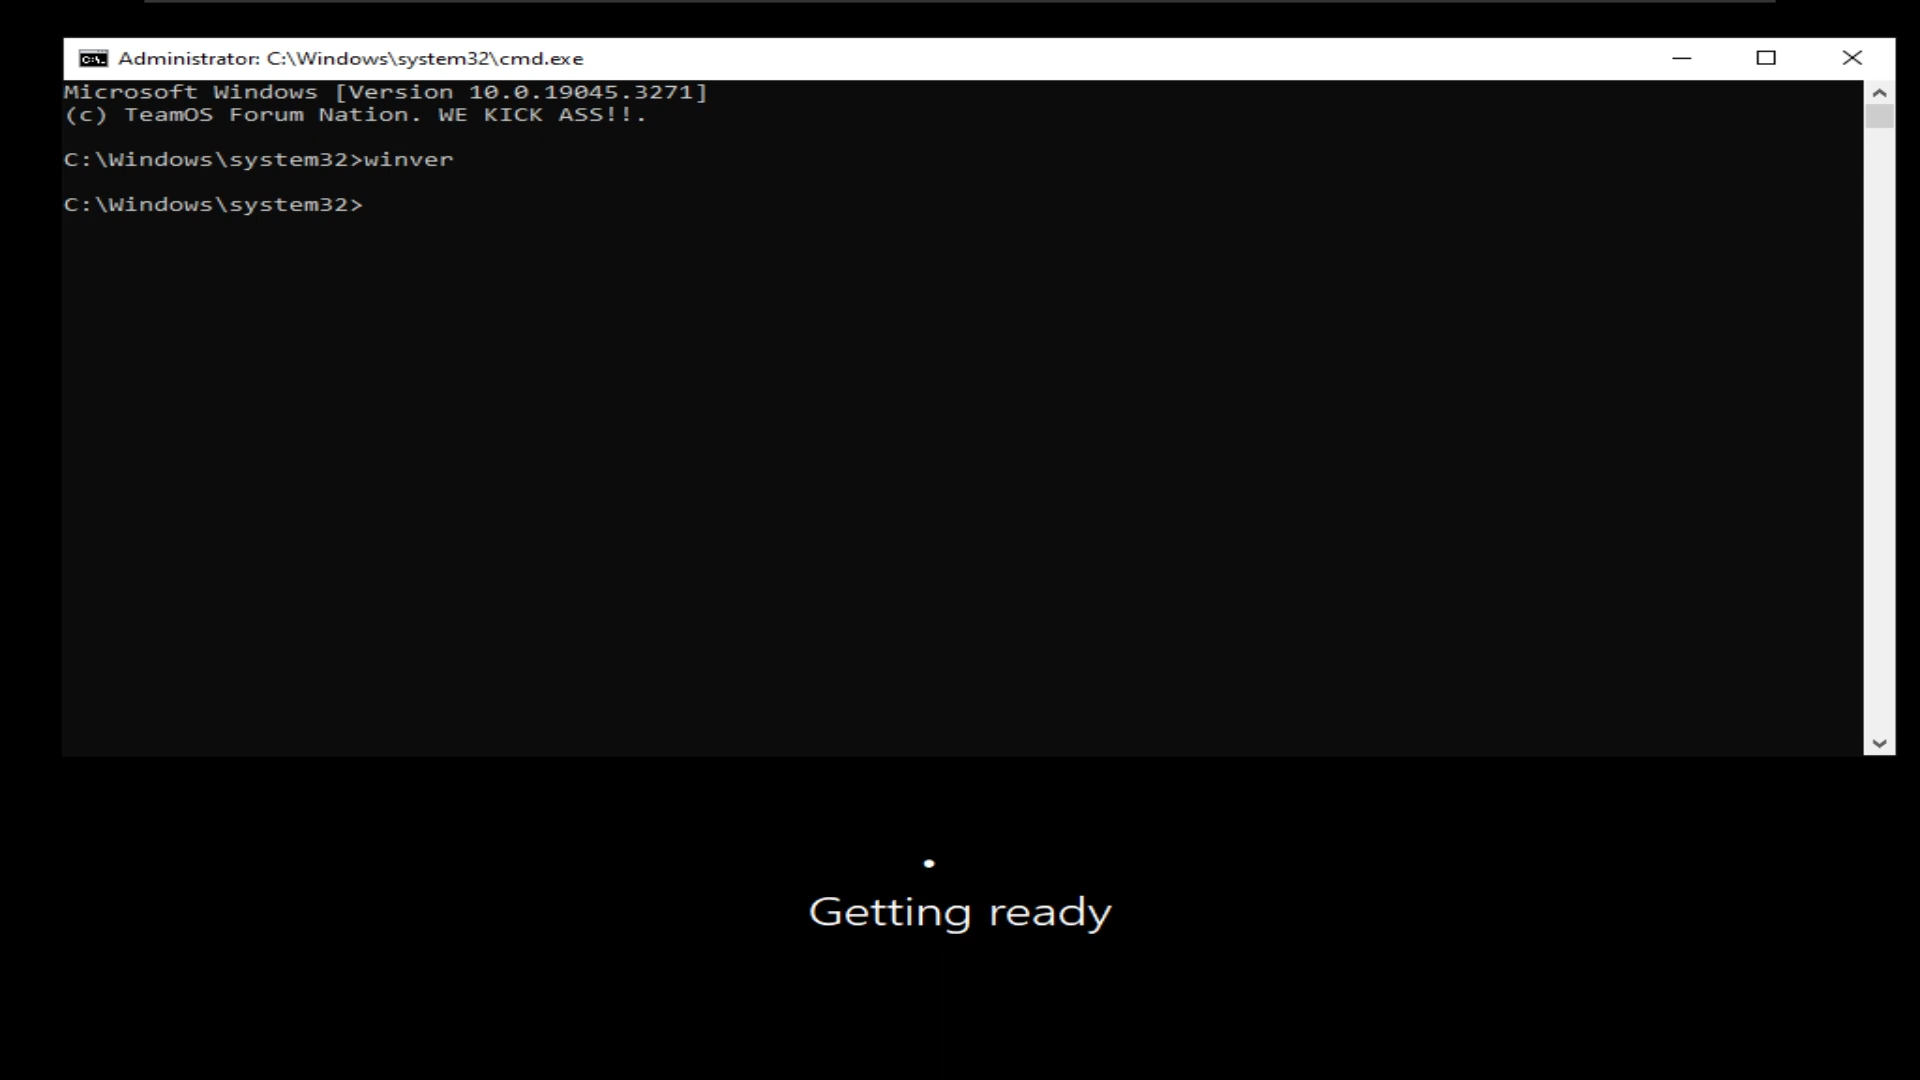 Administrator: C:\Windows\system32\cmd.exe
Microsoft Windows [Version 10.0.19045.3271]
(c) TeamOS Forum Nation. WE KICK ASS!!.
C:\Windows\system32>winver
C:\Windows\system32>
Getting ready